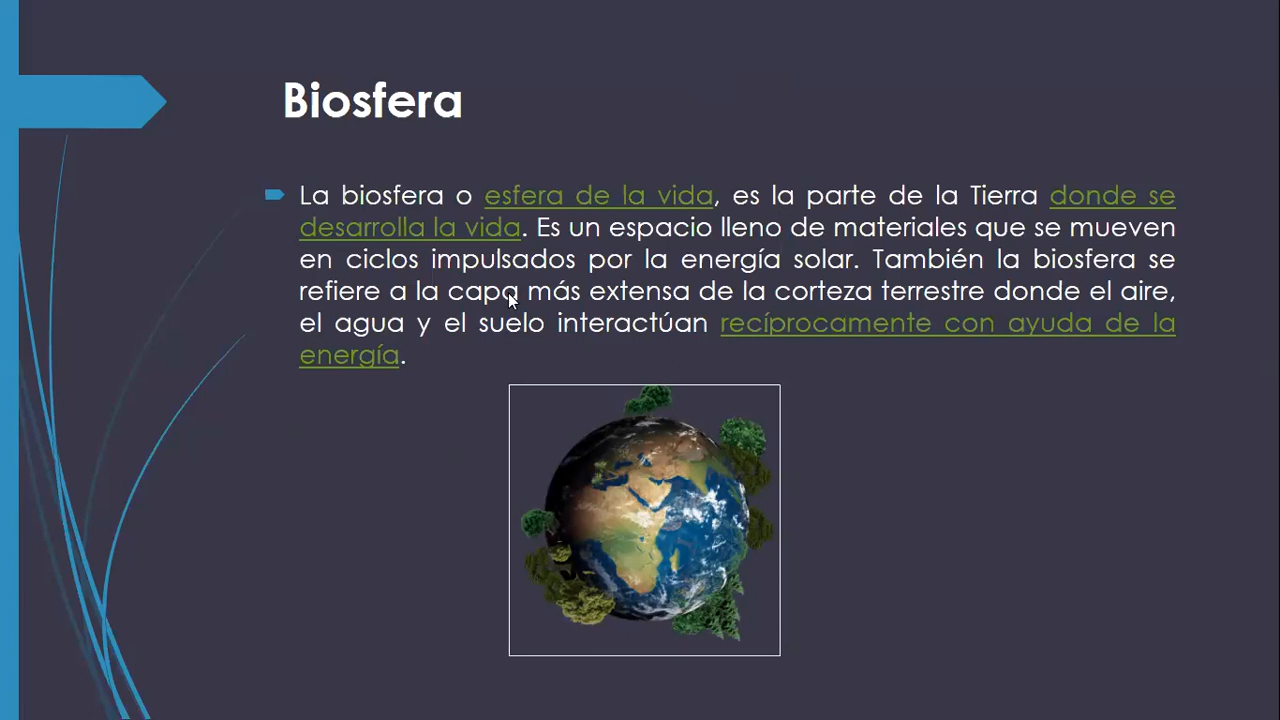 Biosfera
La biosfera o esfera de la vida, es la parte de la Tierra donde se
desarrolla la vida. Es un espacio lleno de materiales que se mueven
en ciclos impulsados por la energía solar. También la biosfera se
refiere a la capa más extensa de la corteza terrestre donde el aire,
el agua y el suelo interactúan recíprocamente con ayuda de la
energía.